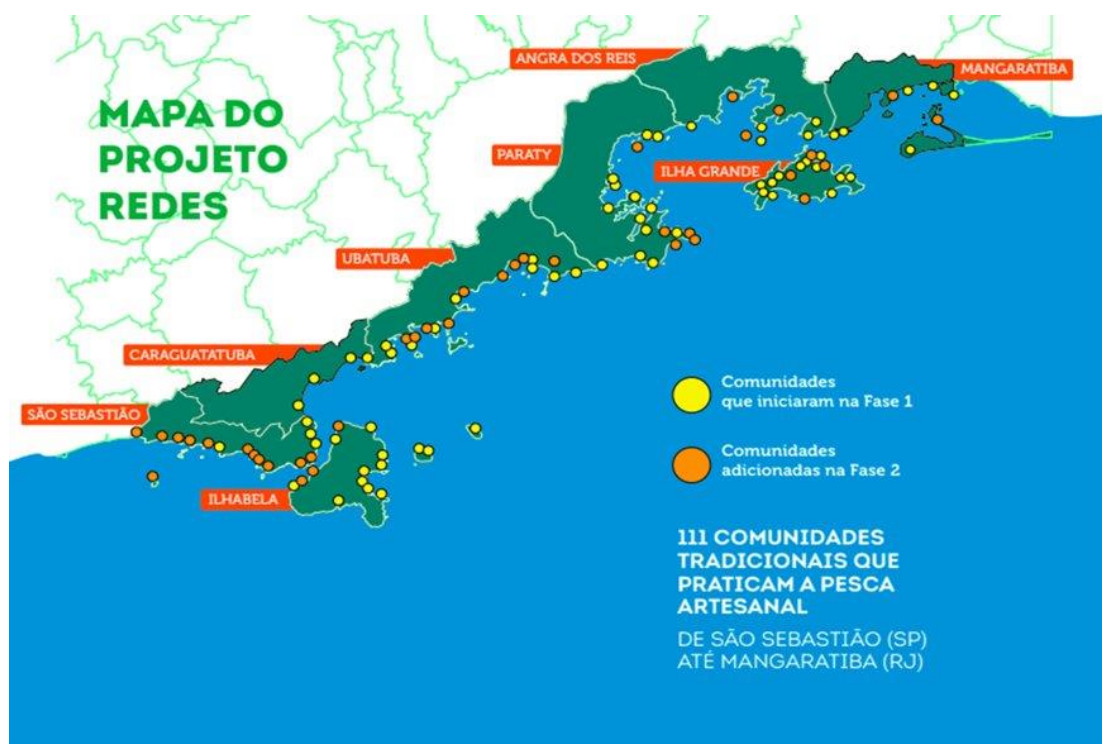 MAPA DO
PROJETO
REDES
ANGRA DOS REIS
MANGARATIBA
PARATY
ILHA GRANDE
UBATUBA
CARAGUATATUBA
SÃO SEBASTIÃO
ILHABELA
Comunidades
que iniciaram na Fase 1
Comunidades
adicionadas na Fase 2
111 COMUNIDADES
TRADICIONAIS QUE
PRATICAM A PESCA
ARTESANAL
DE SÃO SEBASTIÃO (SP)
ATÉ MANGARATIBA (RJ)